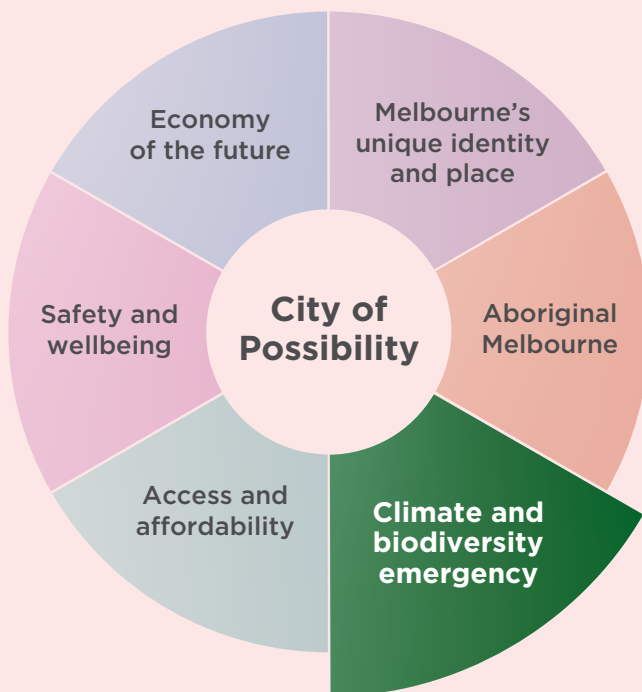 Economy
of the future
Melbourne’s
unique identity
and place
Safety and
wellbeing
City of
Possibility
Aboriginal
Melbourne
Access and
affordability
Climate and
biodiversity
emergency